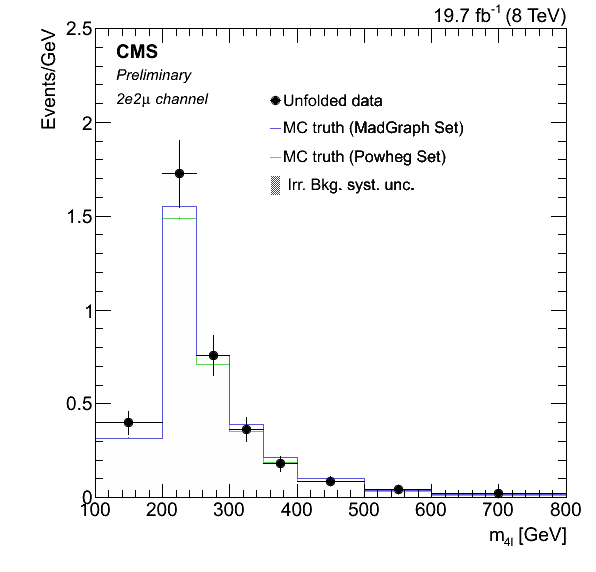 19.7 fb⁻¹ (8 TeV)
Events/GeV
2.5
CMS
Preliminary
2e2μ channel
Unfolded data
MC truth (MadGraph Set)
MC truth (Powheg Set)
Irr. Bkg. syst. unc.
2
1.5
1
0.5
0
100 200 300 400 500 600 700 800
m₄ₗ [GeV]